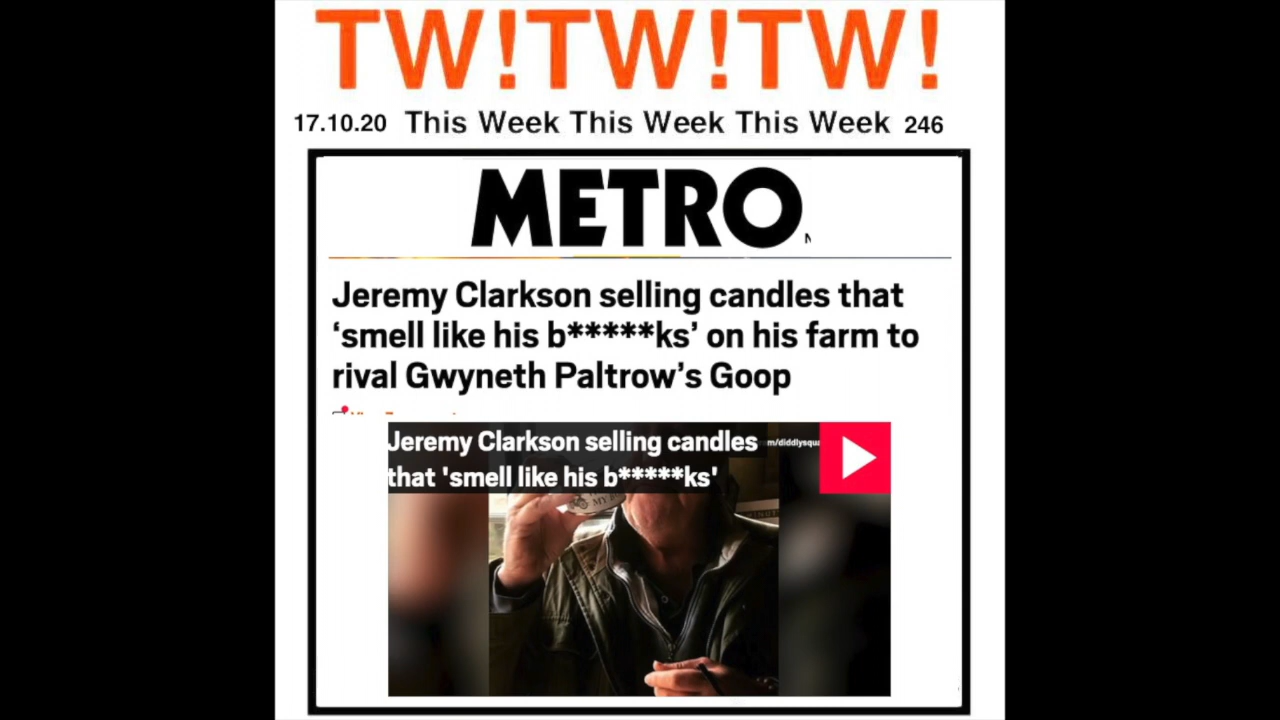 TW!TW!TW!
17.10.20 This Week This Week This Week 246
METRO
Jeremy Clarkson selling candles that
‘smell like his b*****ks’ on his farm to
rival Gwyneth Paltrow’s Goop
Jeremy Clarkson selling candles m/diddlysqua
that 'smell like his b*****ks'
MY